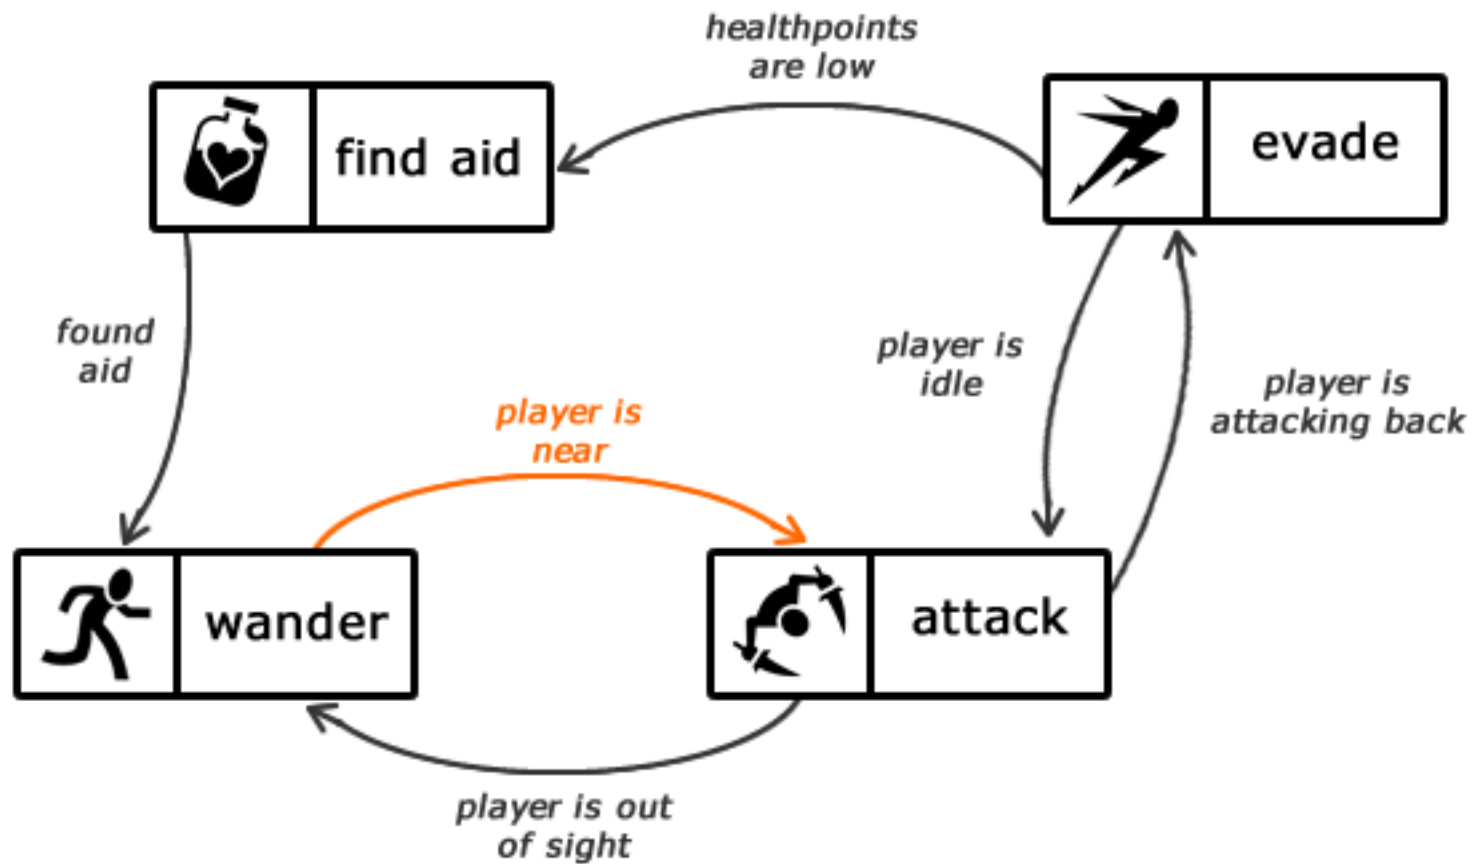 healthpoints
are low
find aid
evade
found
aid
player is
idle
player is
attacking back
player is
near
wander
attack
player is out
of sight